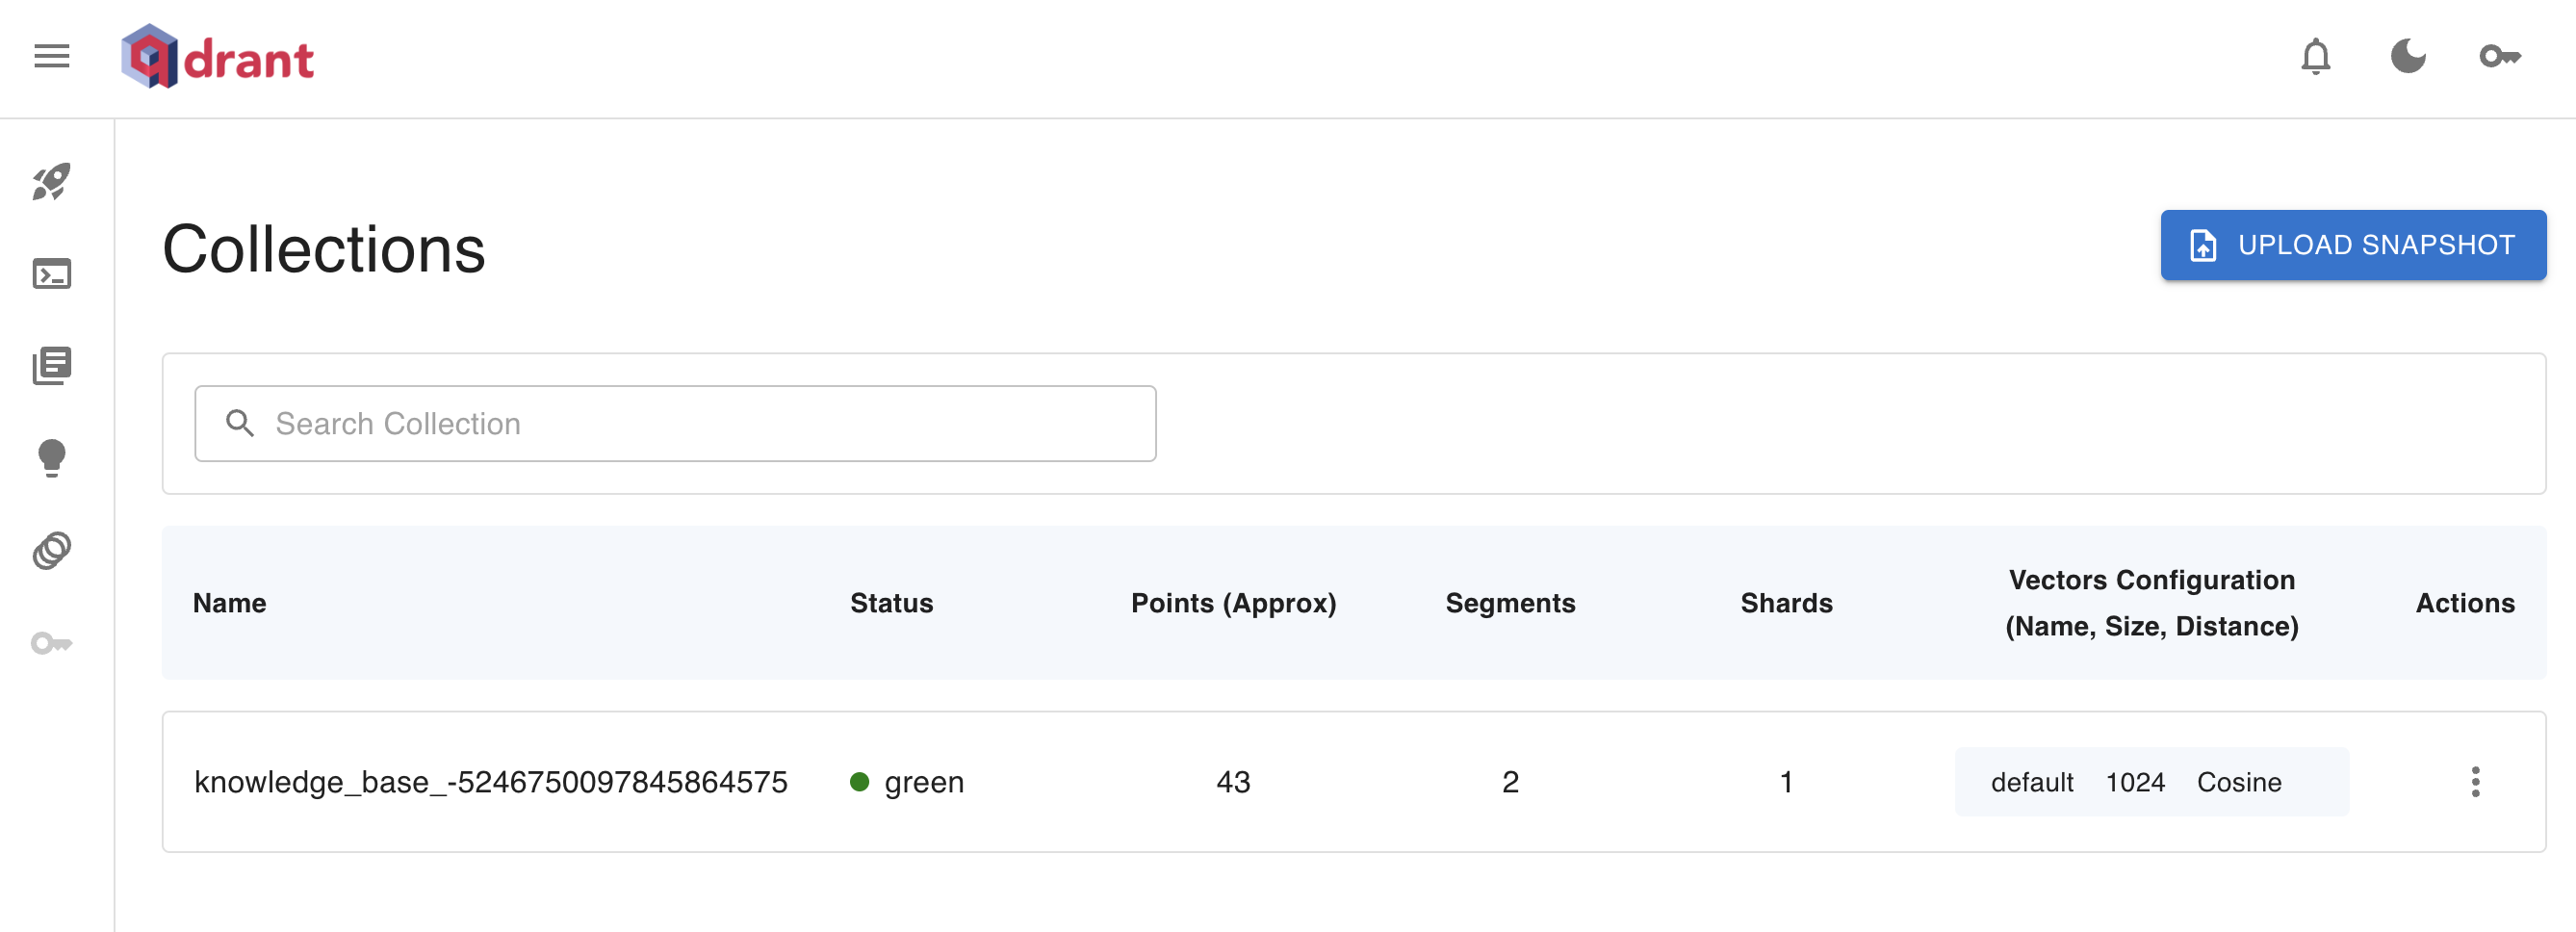 qdrant
Collections
UPLOAD SNAPSHOT
Search Collection
Name
Status
Points (Approx)
Segments
Shards
Vectors Configuration
(Name, Size, Distance)
Actions
knowledge_base_-5246750097845864575
green
43
2
1
default 1024 Cosine